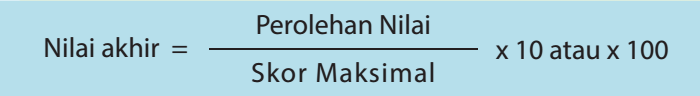 Perolehan Nilai
Nilai akhir = x 10 atau x 100
Skor Maksimal